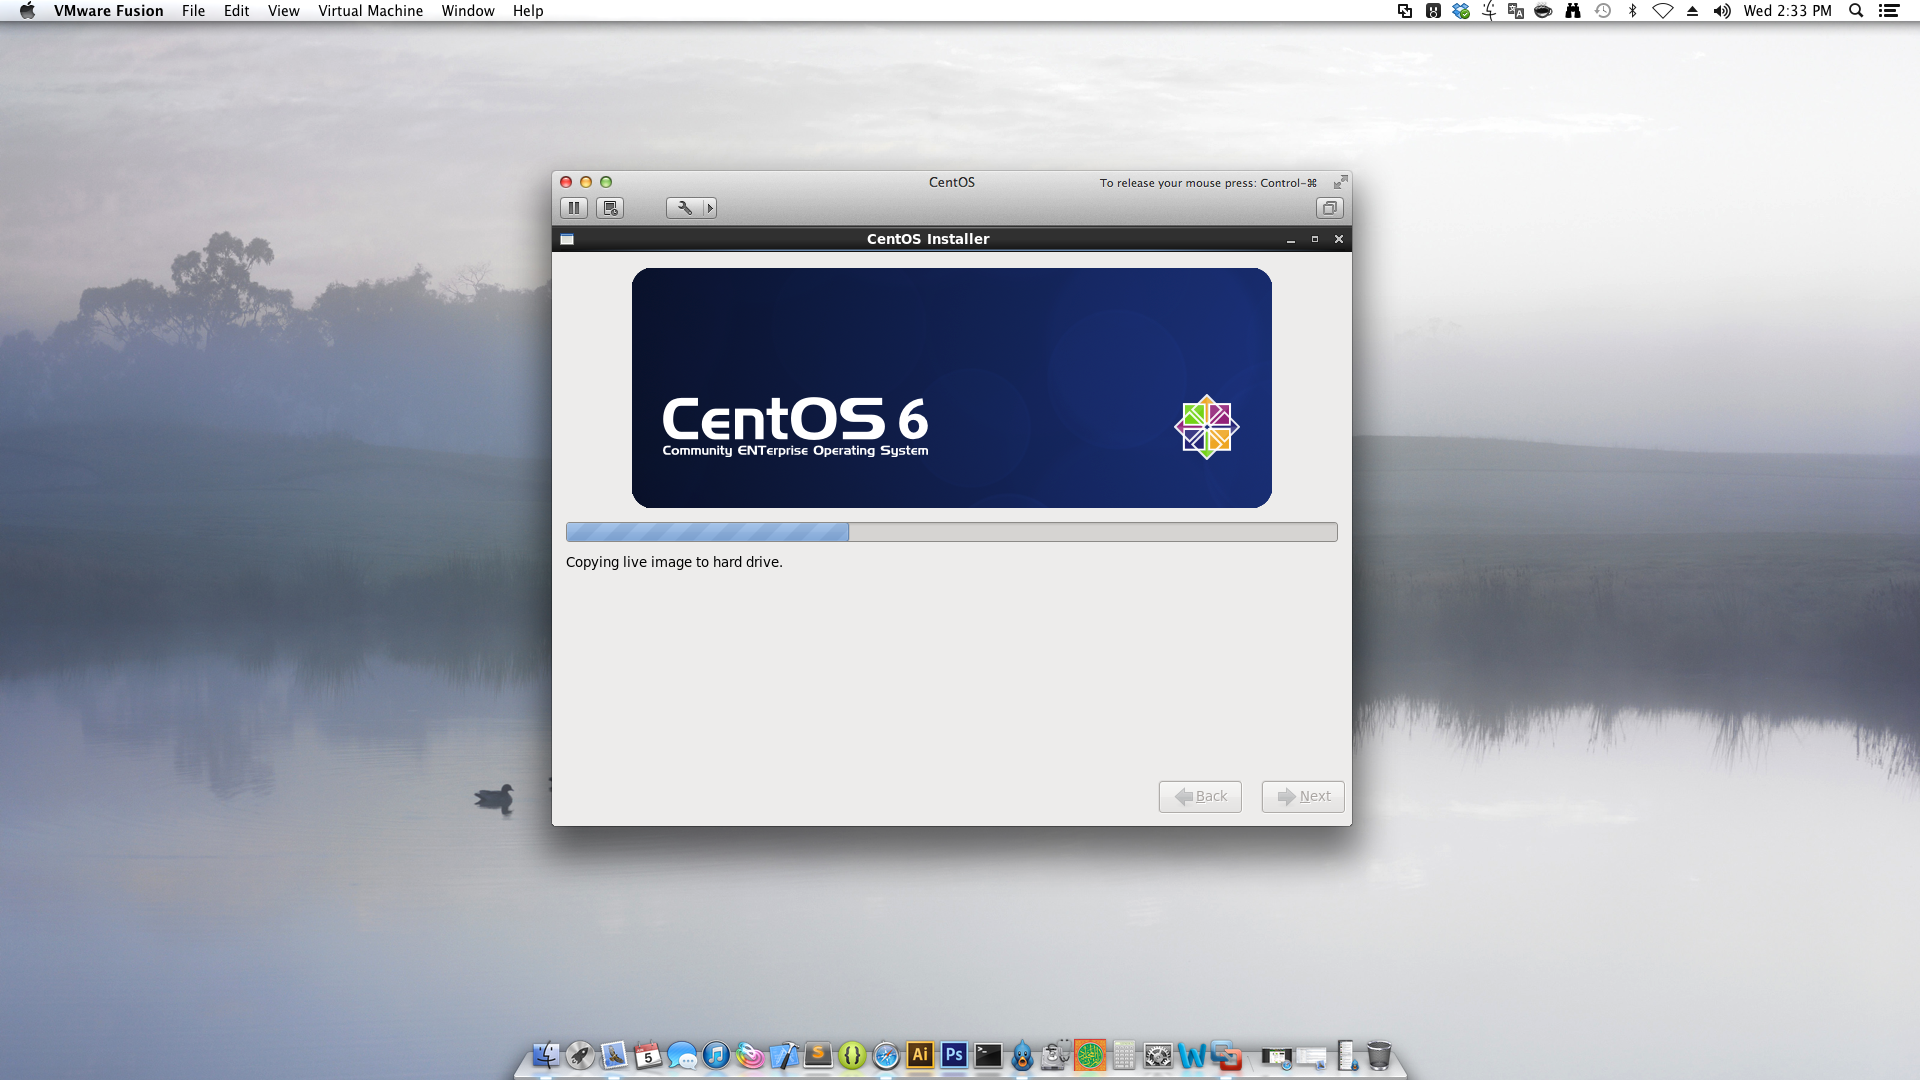 VMware Fusion File Edit View Virtual Machine Window Help Wed 2:33 PM
CentOS To release your mouse press: Control-⌘
CentOS Installer
CentOS 6
Community ENTerprise Operating System
Copying live image to hard drive.
Back Next
5 S {} Ai Ps >_ W